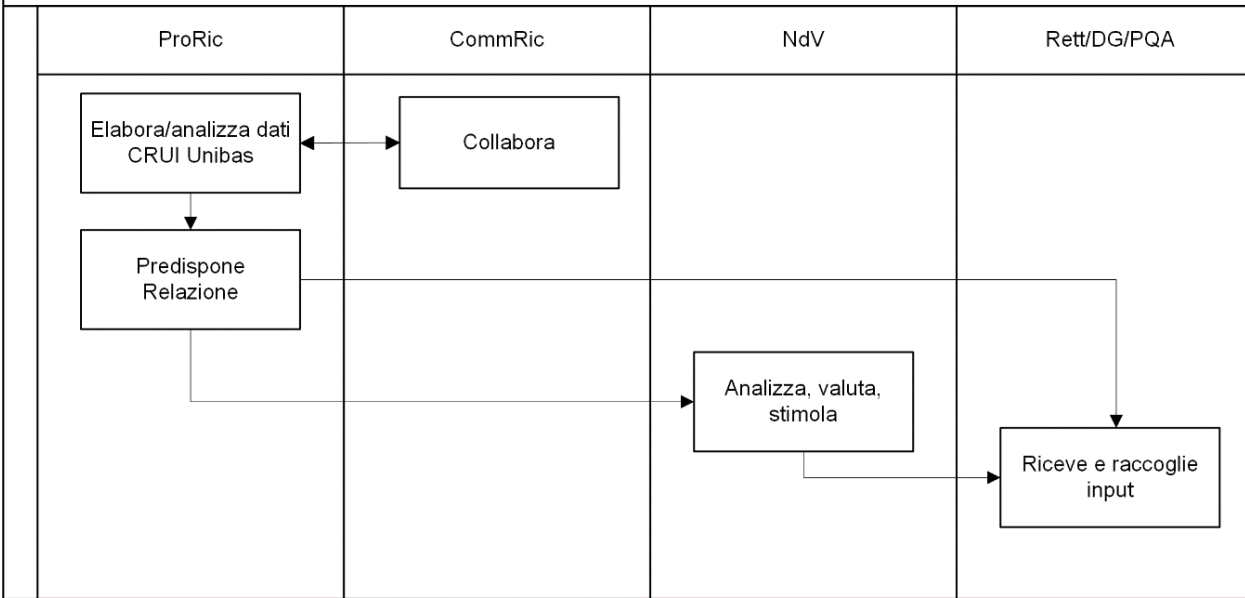 ProRic
CommRic
NdV
Rett/DG/PQA
Elabora/analizza dati
CRUI Unibas
Collabora
Predispone
Relazione
Analizza, valuta,
stimola
Riceve e raccoglie
input